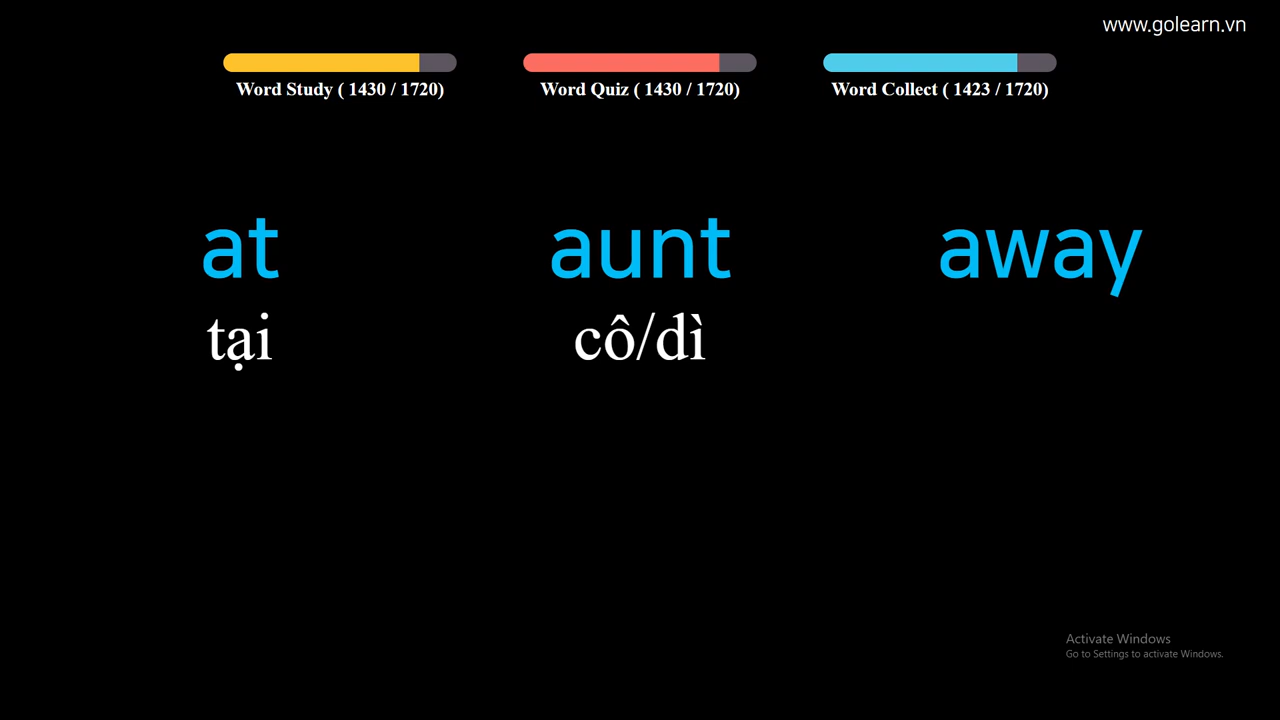 www.golearn.vn
Word Study ( 1430 / 1720) Word Quiz ( 1430 / 1720) Word Collect ( 1423 / 1720)
at aunt away
tại cô/dì
Activate Windows
Go to Settings to activate Windows.